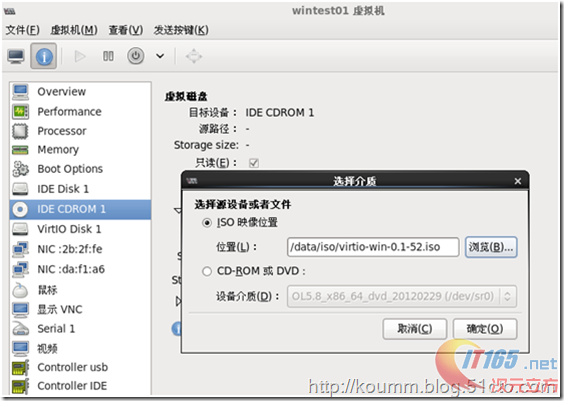 wintest01 虚拟机
文件(F) 虚拟机(M) 查看(V) 发送按键(K)
Overview
Performance
Processor
Memory
Boot Options
IDE Disk 1
IDE CDROM 1
VirtIO Disk 1
NIC :2b:2f:fe
NIC :da:f1:a6
鼠标
显示 VNC
Serial 1
视频
Controller usb
Controller IDE
虚拟磁盘
目标设备： IDE CDROM 1
源路径： -
Storage size: -
只读(E)：
选择介质
选择源设备或者文件
ISO 映像位置
位置(L)： /data/iso/virtio-win-0.1-52.iso 浏览(B)...
CD-ROM 或 DVD：
设备介质(D)： OL5.8_x86_64_dvd_20120229 (/dev/sr0)
取消(C) 确定(O)
IT165.net
http://koumm.blog.51cto.com